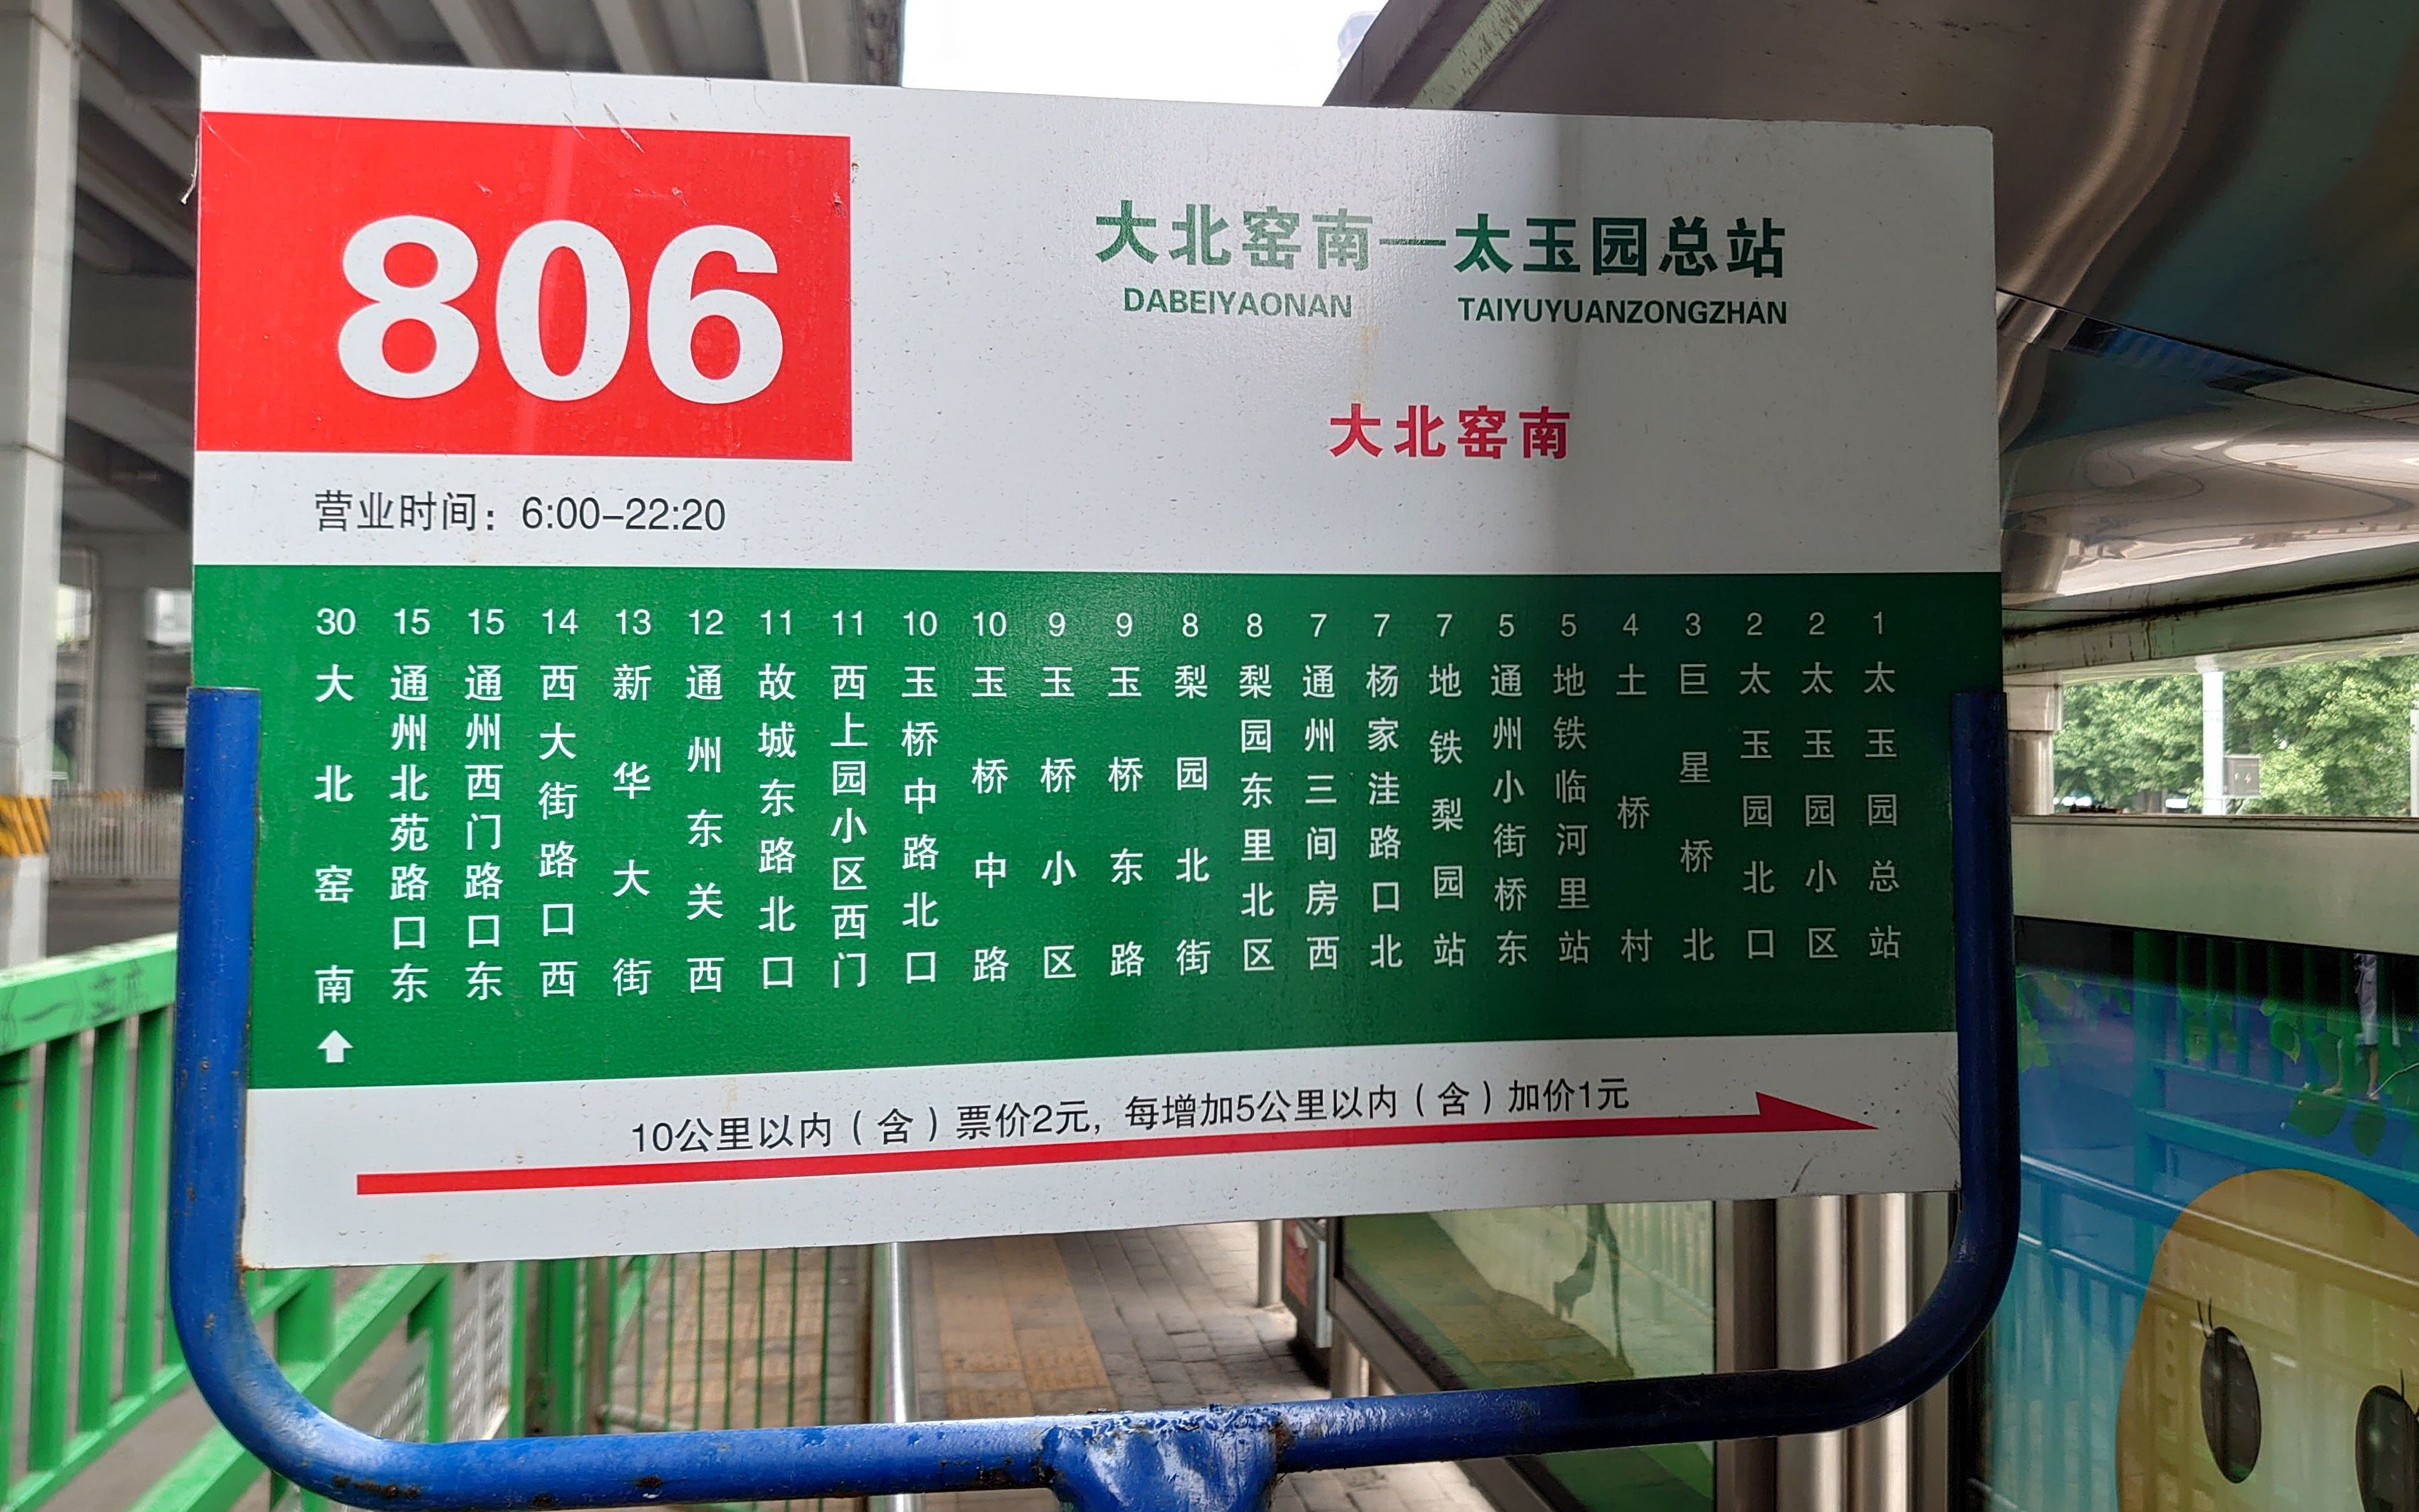 806
大北窑南—太玉园总站
DABEIYAONAN TAIYUYUANZONGZHAN
大北窑南
营业时间：6:00-22:20
30 大北窑南
15 通州北苑路口东
15 通州西门路口东
14 西大街路口西
13 新华大街
12 通州东关西
11 故城东路北口
11 西上园小区西门
10 玉桥中路北口
10 玉桥中路
9 玉桥小区
9 玉桥东路
8 梨园北街
8 梨园东里北区
7 通州三间房西
7 杨家洼路口北
7 地铁梨园站
5 通州小街桥东
5 地铁临河里站
4 土桥村
3 巨星桥北
2 太玉园北口
2 太玉园小区
1 太玉园总站
10公里以内（含）票价2元，每增加5公里以内（含）加价1元